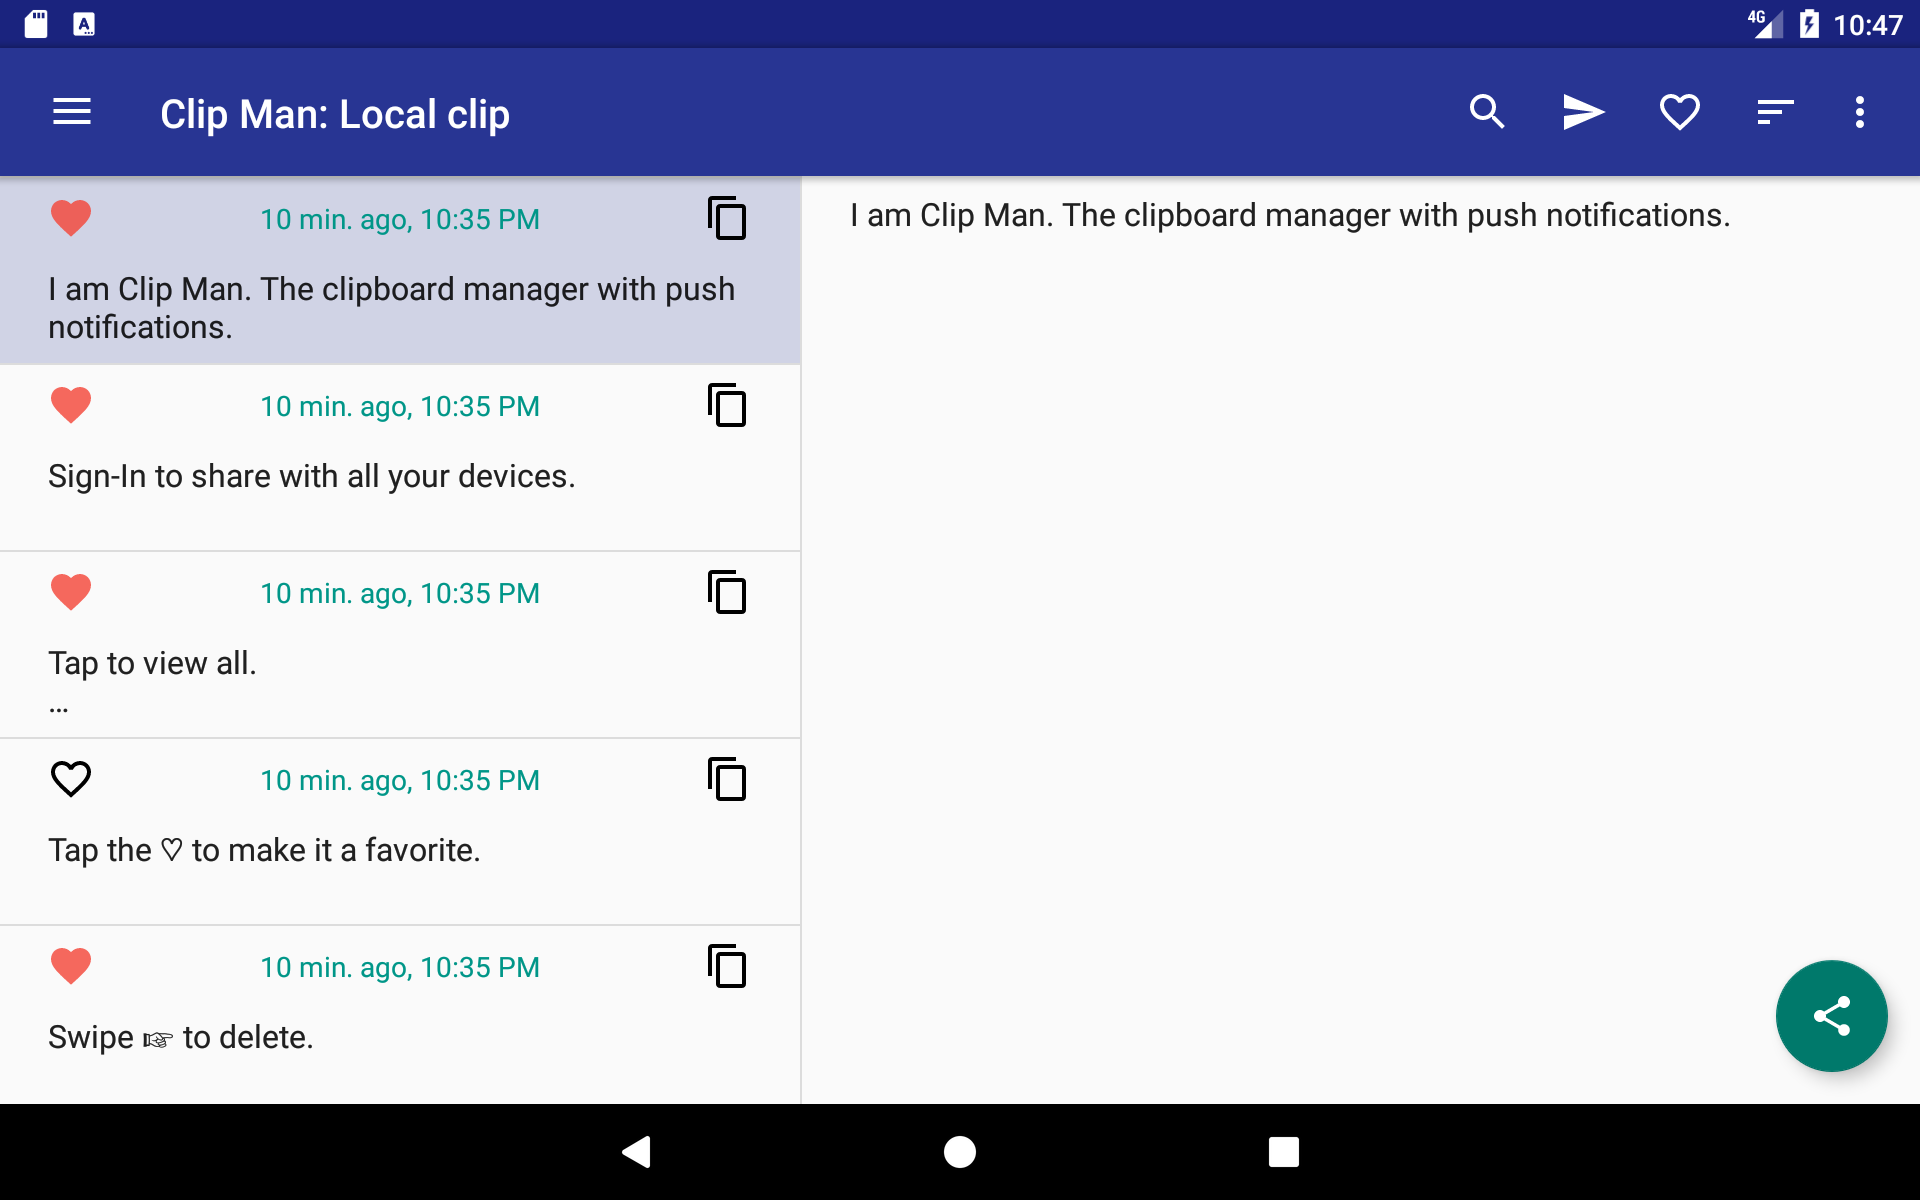 4G 10:47
Clip Man: Local clip
10 min. ago, 10:35 PM
I am Clip Man. The clipboard manager with push
notifications.
10 min. ago, 10:35 PM
Sign-In to share with all your devices.
10 min. ago, 10:35 PM
Tap to view all.
…
10 min. ago, 10:35 PM
Tap the ♡ to make it a favorite.
10 min. ago, 10:35 PM
Swipe ☞ to delete.
I am Clip Man. The clipboard manager with push notifications.